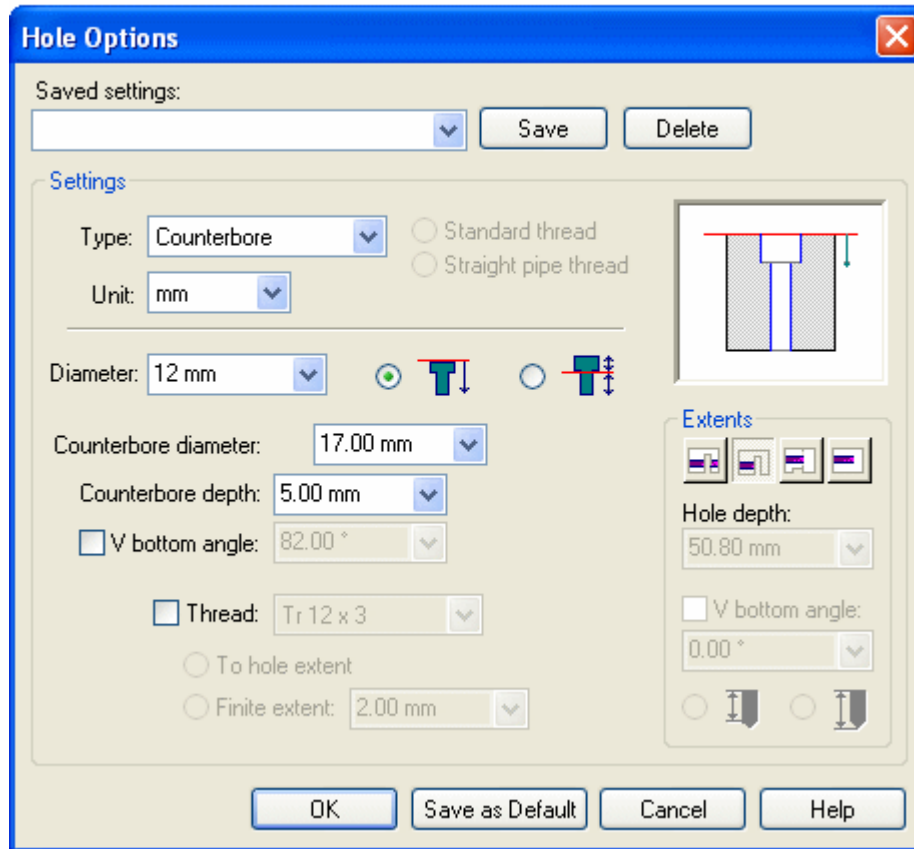 Hole Options
Saved settings:
Save
Delete
Settings
Type: Counterbore
Standard thread
Straight pipe thread
Unit: mm
Diameter: 12 mm
Counterbore diameter: 17.00 mm
Counterbore depth: 5.00 mm
V bottom angle: 82.00 °
Thread: Tr 12 x 3
To hole extent
Finite extent: 2.00 mm
Extents
Hole depth:
50.80 mm
V bottom angle:
0.00 °
OK
Save as Default
Cancel
Help